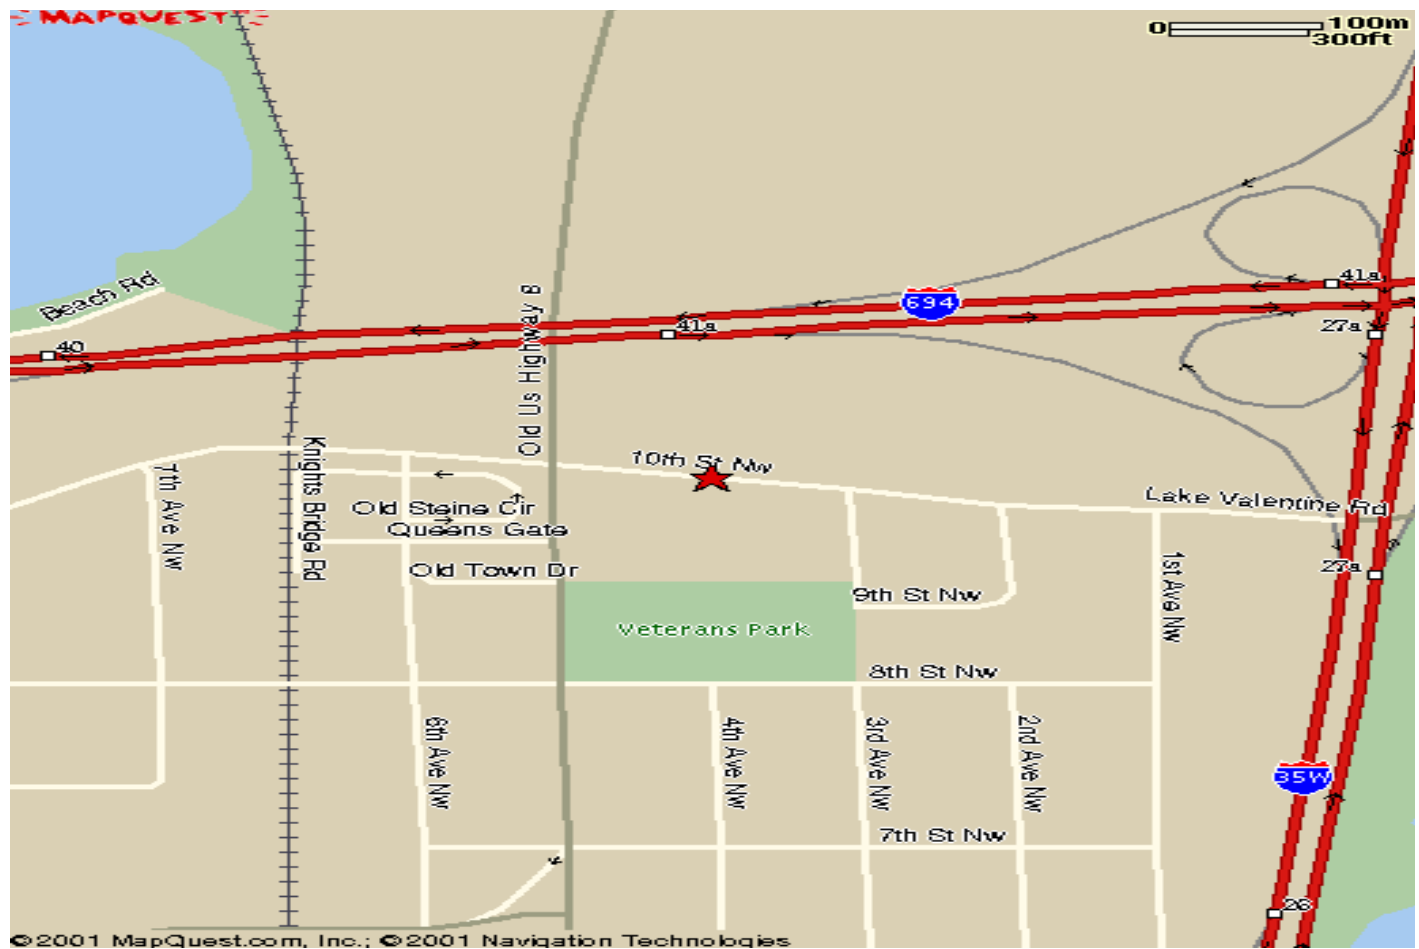 MAPQUEST
0 100m
300ft
Beach Rd
41a
694
Old Us Highway 8
41a
27a
40
10th St Nw
Knights Bridge Rd
7th Ave NW
Lake Valentine Rd
Old Steine Cir
Queens Gate
Old Town Dr
27a
1st Ave NW
9th St Nw
Veterans Park
8th St Nw
6th Ave NW
4th Ave NW
3rd Ave NW
2nd Ave NW
35W
7th St Nw
26
©2001 MapQuest.com, Inc.; ©2001 Navigation Technologies